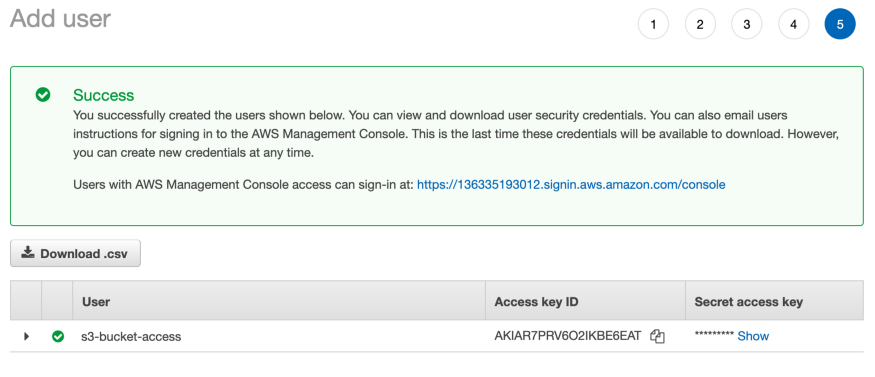 Add user
1 2 3 4 5
Success
You successfully created the users shown below. You can view and download user security credentials. You can also email users
instructions for signing in to the AWS Management Console. This is the last time these credentials will be available to download. However,
you can create new credentials at any time.
Users with AWS Management Console access can sign-in at: https://136335193012.signin.aws.amazon.com/console
Download .csv
User Access key ID Secret access key
s3-bucket-access AKIAR7PRV6O2IKBE6EAT ********* Show